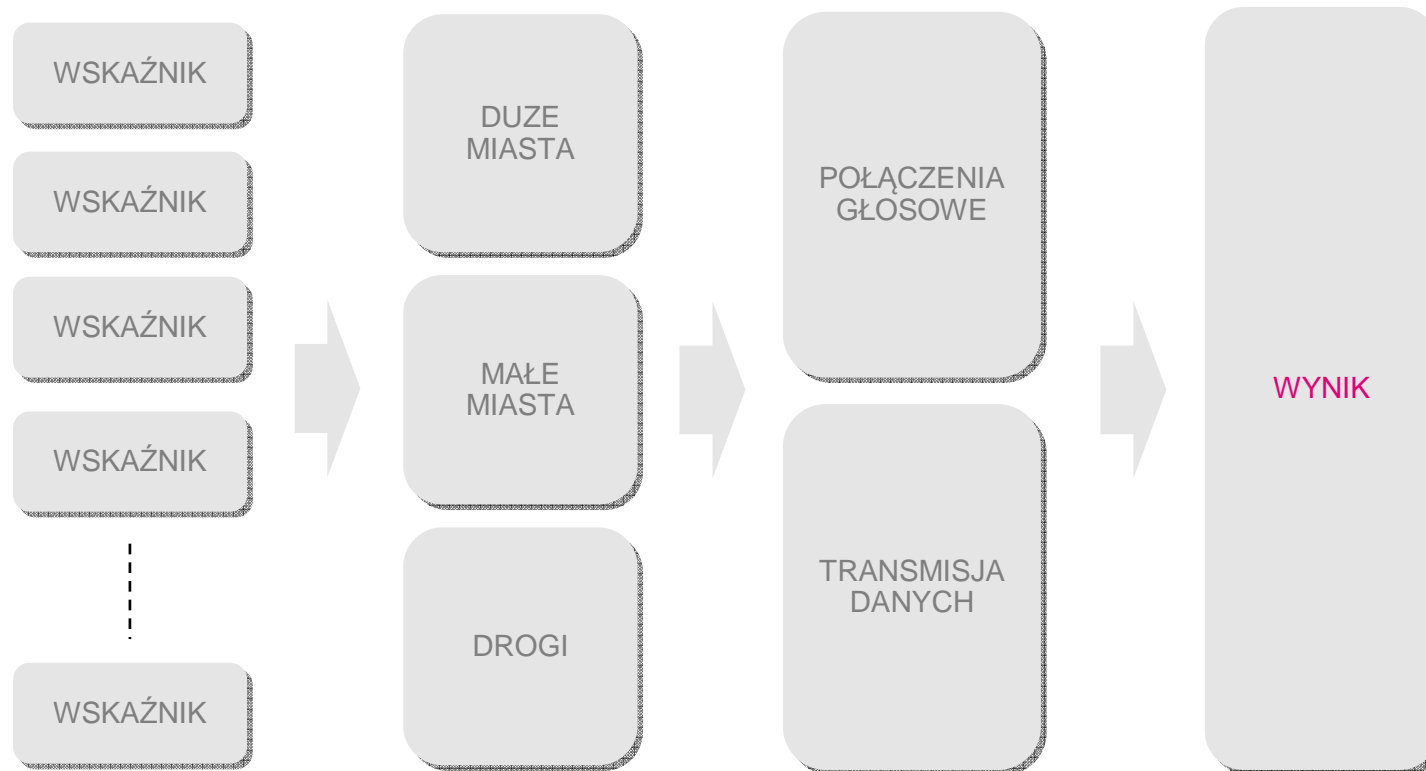 WSKAŹNIK
WSKAŹNIK
WSKAŹNIK
WSKAŹNIK
WSKAŹNIK
DUZE
MIASTA
MAŁE
MIASTA
DROGI
POŁĄCZENIA
GŁOSOWE
TRANSMISJA
DANYCH
WYNIK